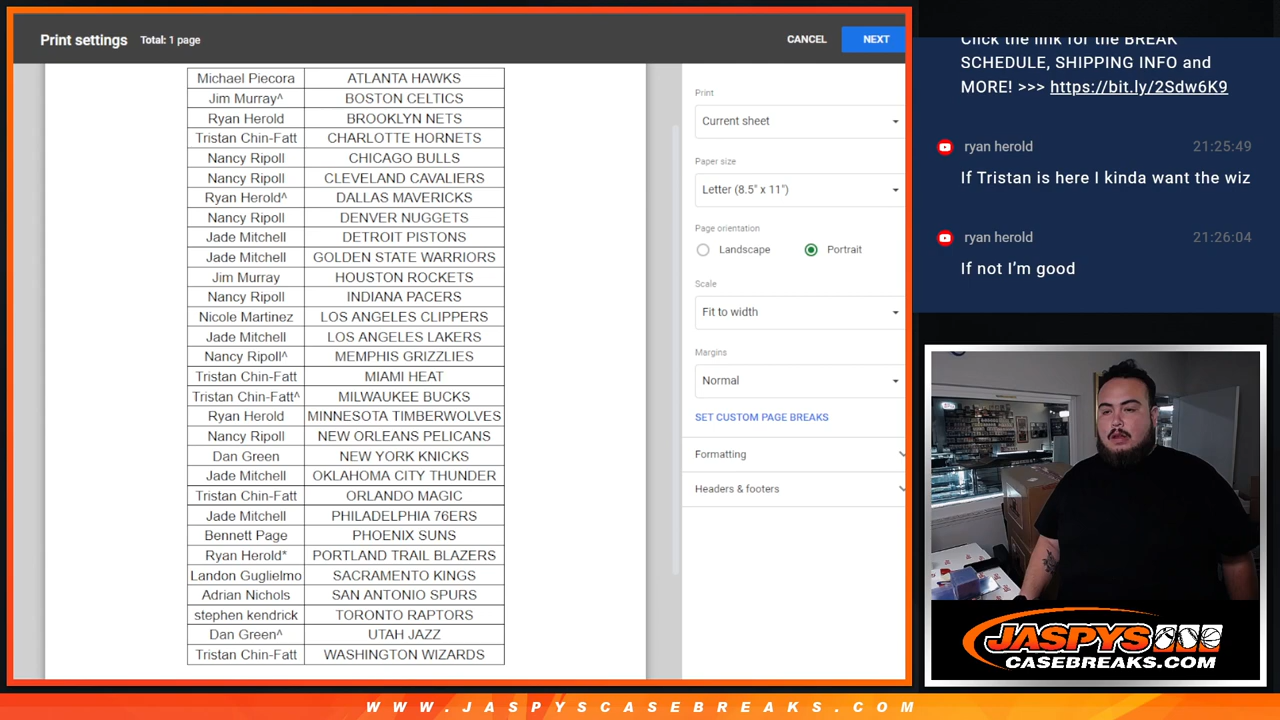 Print settings
Total: 1 page
CANCEL
NEXT
Michael Piecora ATLANTA HAWKS
Jim Murray^ BOSTON CELTICS
Ryan Herold BROOKLYN NETS
Tristan Chin-Fatt CHARLOTTE HORNETS
Nancy Ripoll CHICAGO BULLS
Nancy Ripoll CLEVELAND CAVALIERS
Ryan Herold^ DALLAS MAVERICKS
Nancy Ripoll DENVER NUGGETS
Jade Mitchell DETROIT PISTONS
Jade Mitchell GOLDEN STATE WARRIORS
Jim Murray HOUSTON ROCKETS
Nancy Ripoll INDIANA PACERS
Nicole Martinez LOS ANGELES CLIPPERS
Jade Mitchell LOS ANGELES LAKERS
Nancy Ripoll^ MEMPHIS GRIZZLIES
Tristan Chin-Fatt MIAMI HEAT
Tristan Chin-Fatt^ MILWAUKEE BUCKS
Ryan Herold MINNESOTA TIMBERWOLVES
Nancy Ripoll NEW ORLEANS PELICANS
Dan Green NEW YORK KNICKS
Jade Mitchell OKLAHOMA CITY THUNDER
Tristan Chin-Fatt ORLANDO MAGIC
Jade Mitchell PHILADELPHIA 76ERS
Bennett Page PHOENIX SUNS
Ryan Herold* PORTLAND TRAIL BLAZERS
Landon Guglielmo SACRAMENTO KINGS
Adrian Nichols SAN ANTONIO SPURS
stephen kendrick TORONTO RAPTORS
Dan Green^ UTAH JAZZ
Tristan Chin-Fatt WASHINGTON WIZARDS
Print
Current sheet
Paper size
Letter (8.5" x 11")
Page orientation
Landscape
Portrait
Scale
Fit to width
Margins
Normal
SET CUSTOM PAGE BREAKS
Formatting
Headers & footers
Click the link for the BREAK
SCHEDULE, SHIPPING INFO and
MORE! >>> https://bit.ly/2Sdw6K9
ryan herold 21:25:49
If Tristan is here I kinda want the wiz
ryan herold 21:26:04
If not I'm good
JASPYS
CASEBREAKS.COM
WWW.JASPYSCASEBREAKS.COM